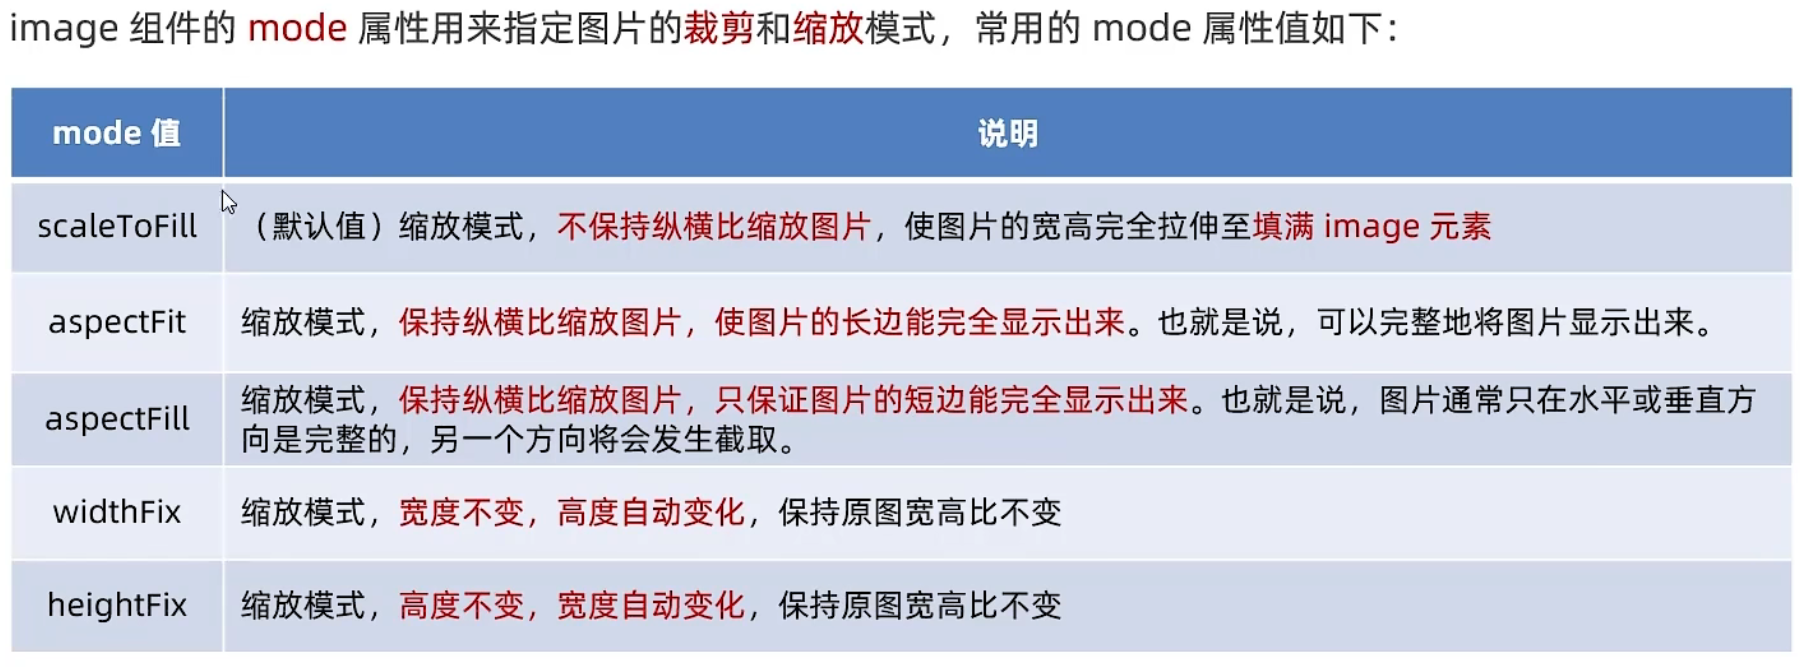 image 组件的 mode 属性用来指定图片的裁剪和缩放模式，常用的 mode 属性值如下：
mode 值
说明
scaleToFill
（默认值）缩放模式，不保持纵横比缩放图片，使图片的宽高完全拉伸至填满 image 元素
aspectFit
缩放模式，保持纵横比缩放图片，使图片的长边能完全显示出来。也就是说，可以完整地将图片显示出来。
aspectFill
缩放模式，保持纵横比缩放图片，只保证图片的短边能完全显示出来。也就是说，图片通常只在水平或垂直方
向是完整的，另一个方向将会发生截取。
widthFix
缩放模式，宽度不变，高度自动变化，保持原图宽高比不变
heightFix
缩放模式，高度不变，宽度自动变化，保持原图宽高比不变